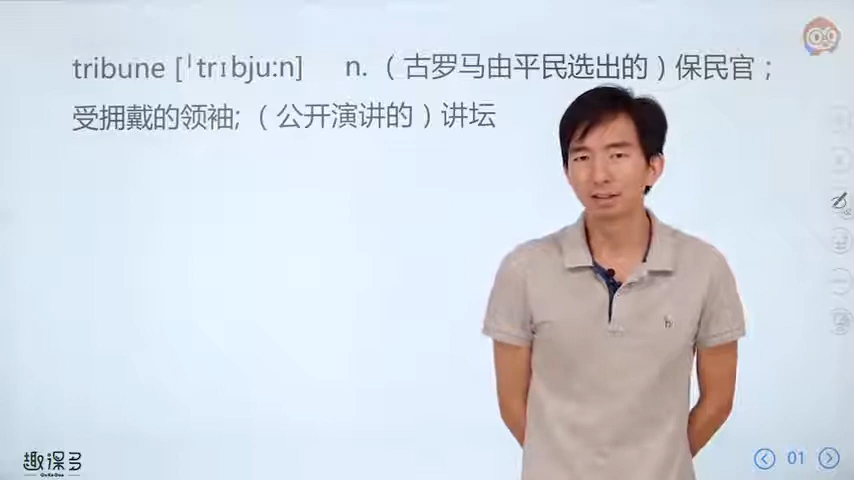 tribune [ˈtrɪbjuːn] n.（古罗马由平民选出的）保民官；
受拥戴的领袖;（公开演讲的）讲坛
趣课多
QuKeDuo
01